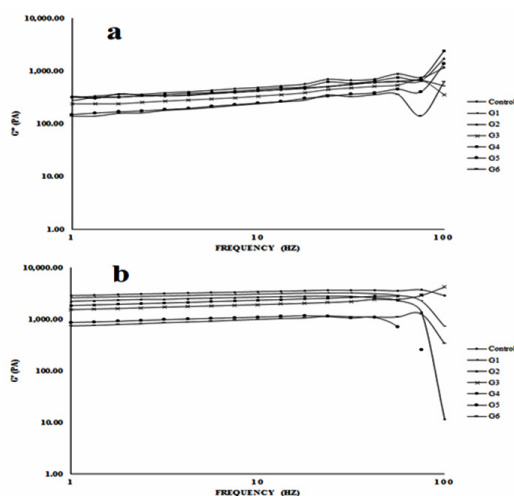 a
10,000.00
1,000.00
100.00
10.00
1.00
G" (PA)
1 10 100
FREQUENCY (HZ)
Control
G1
G2
G3
G4
G5
G6
b
10,000.00
1,000.00
100.00
10.00
1.00
G' (PA)
1 10 100
FREQUENCY (HZ)
Control
G1
G2
G3
G4
G5
G6